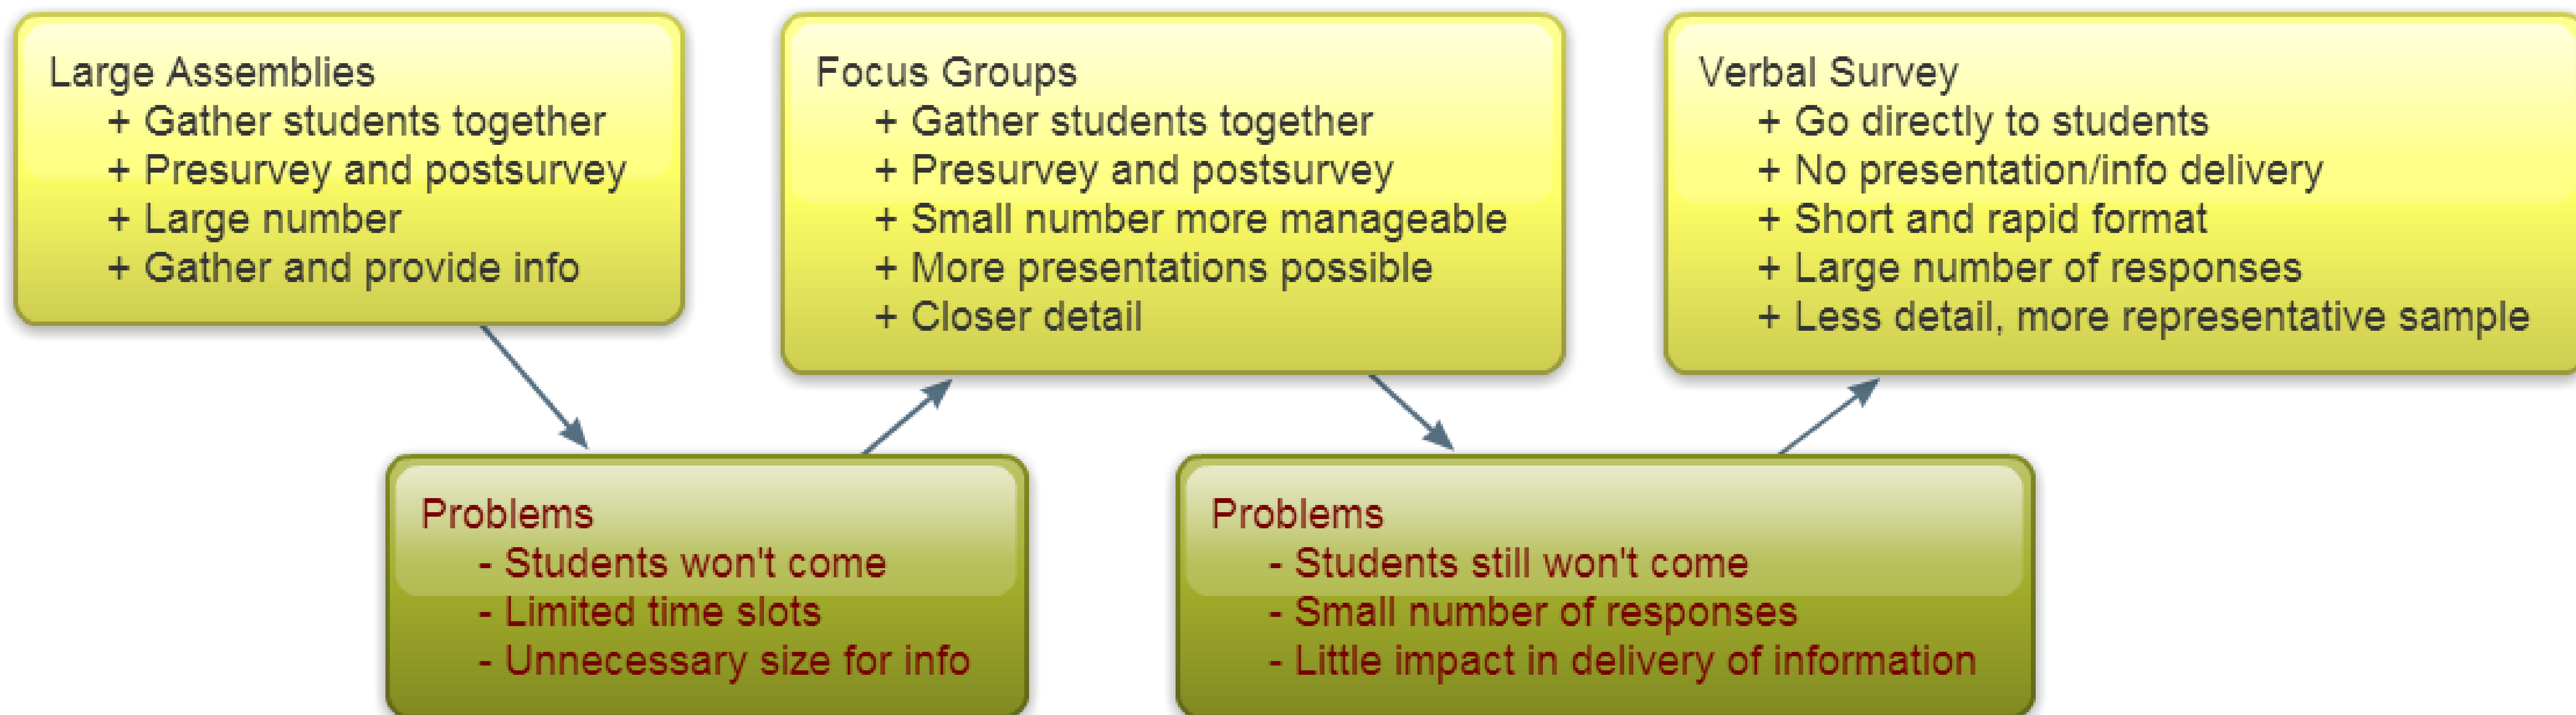 Large Assemblies
+ Gather students together
+ Presurvey and postsurvey
+ Large number
+ Gather and provide info
Focus Groups
+ Gather students together
+ Presurvey and postsurvey
+ Small number more manageable
+ More presentations possible
+ Closer detail
Verbal Survey
+ Go directly to students
+ No presentation/info delivery
+ Short and rapid format
+ Large number of responses
+ Less detail, more representative sample
Problems
- Students won't come
- Limited time slots
- Unnecessary size for info
Problems
- Students still won't come
- Small number of responses
- Little impact in delivery of information